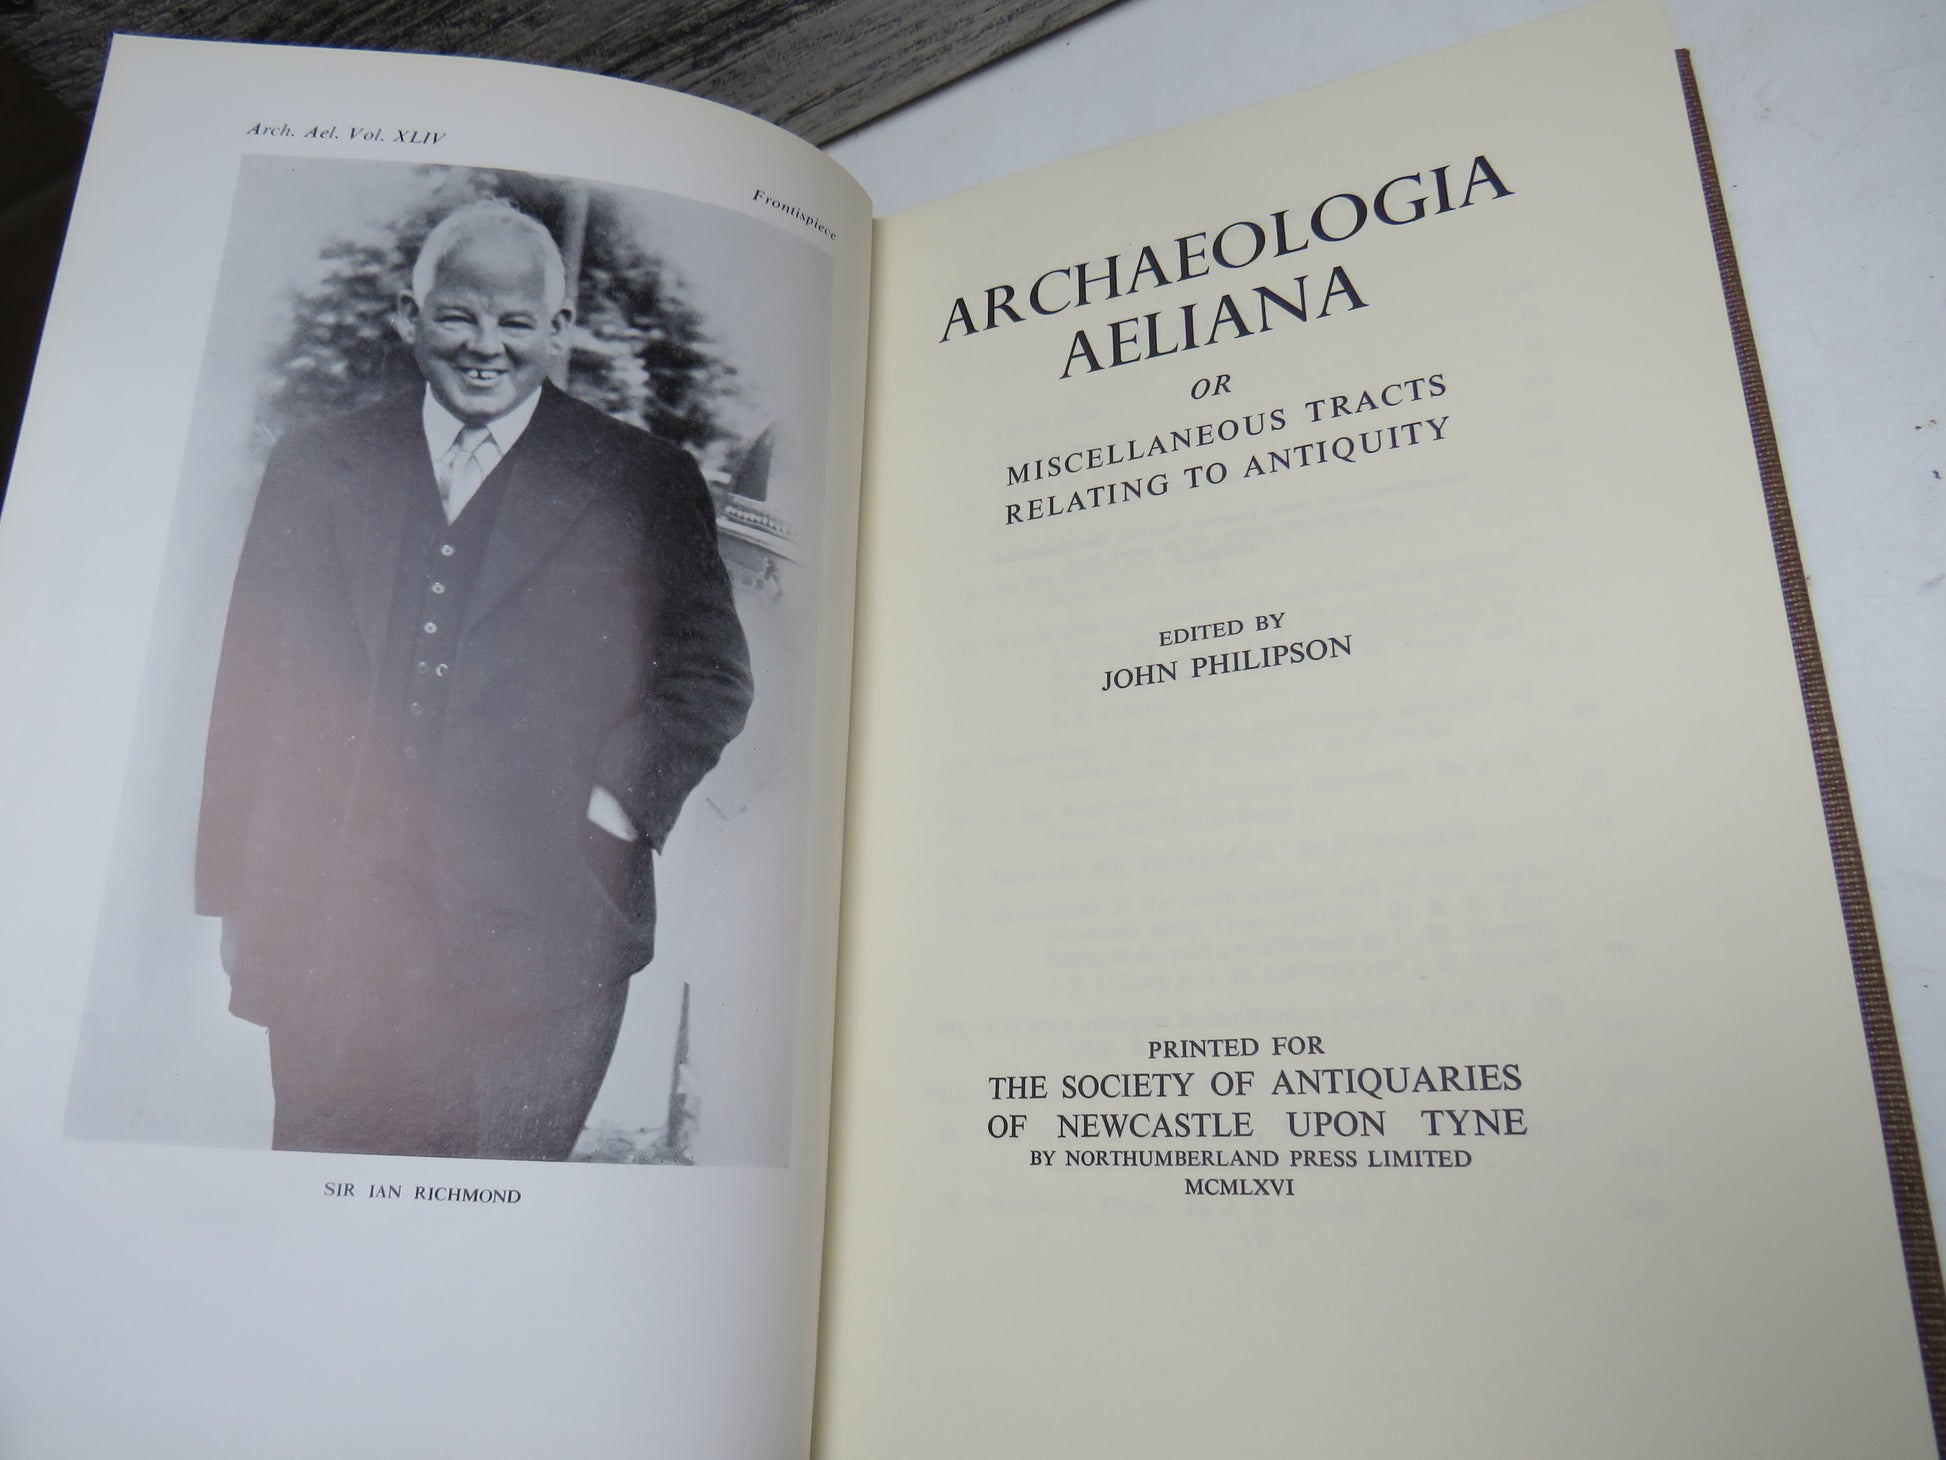 Arch. Ael. Vol. XLIV
Frontispiece
SIR IAN RICHMOND
ARCHAEOLOGIA
AELIANA
OR
MISCELLANEOUS TRACTS
RELATING TO ANTIQUITY
EDITED BY
JOHN PHILIPSON
PRINTED FOR
THE SOCIETY OF ANTIQUARIES
OF NEWCASTLE UPON TYNE
BY NORTHUMBERLAND PRESS LIMITED
MCMLXVI